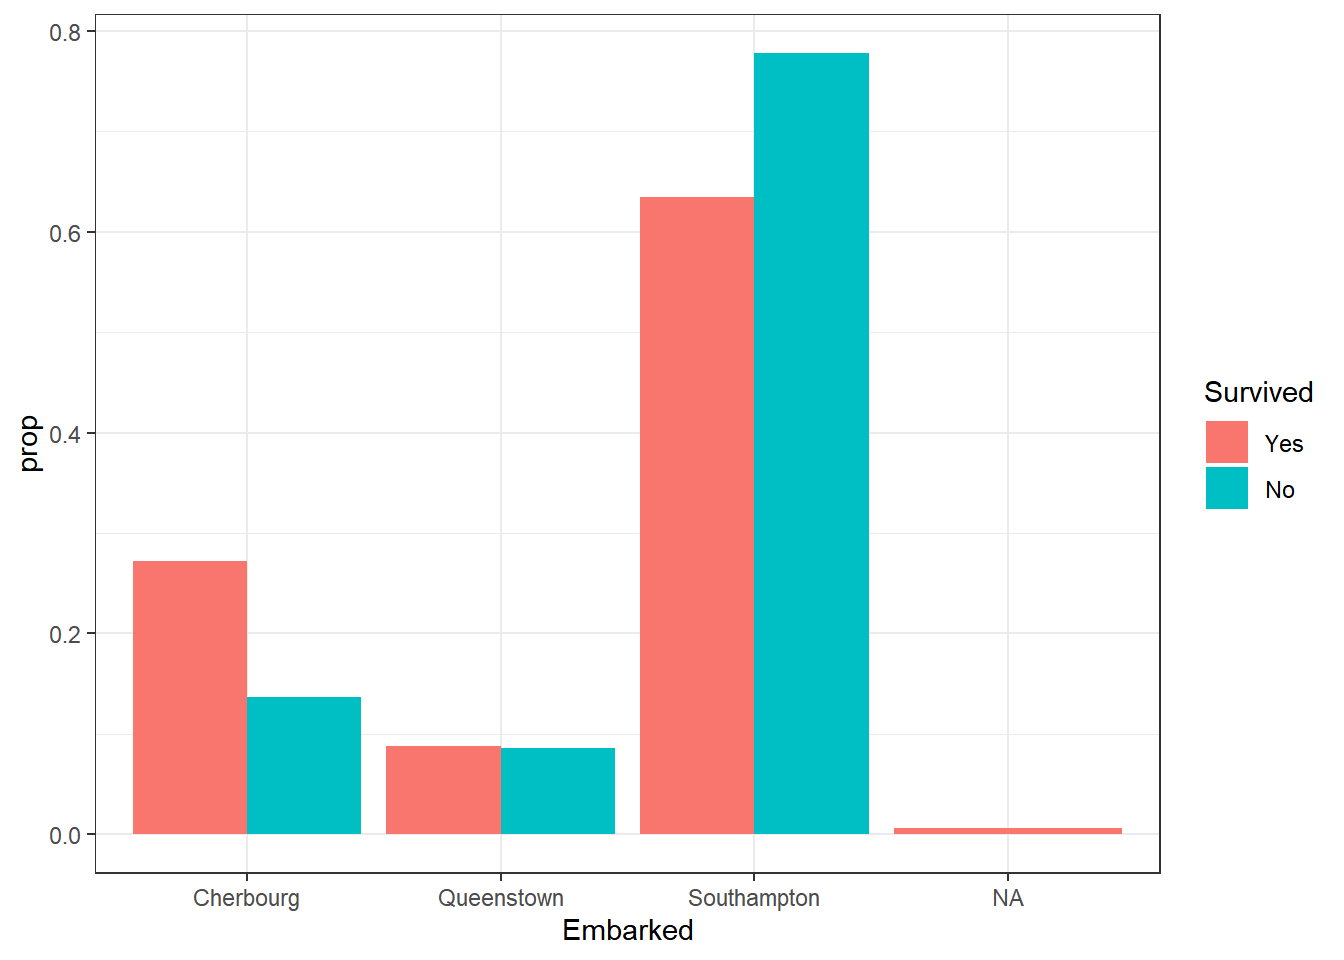 0.8
0.6
0.4
0.2
0.0
prop
Cherbourg
Queenstown
Southampton
NA
Embarked
Survived
Yes
No